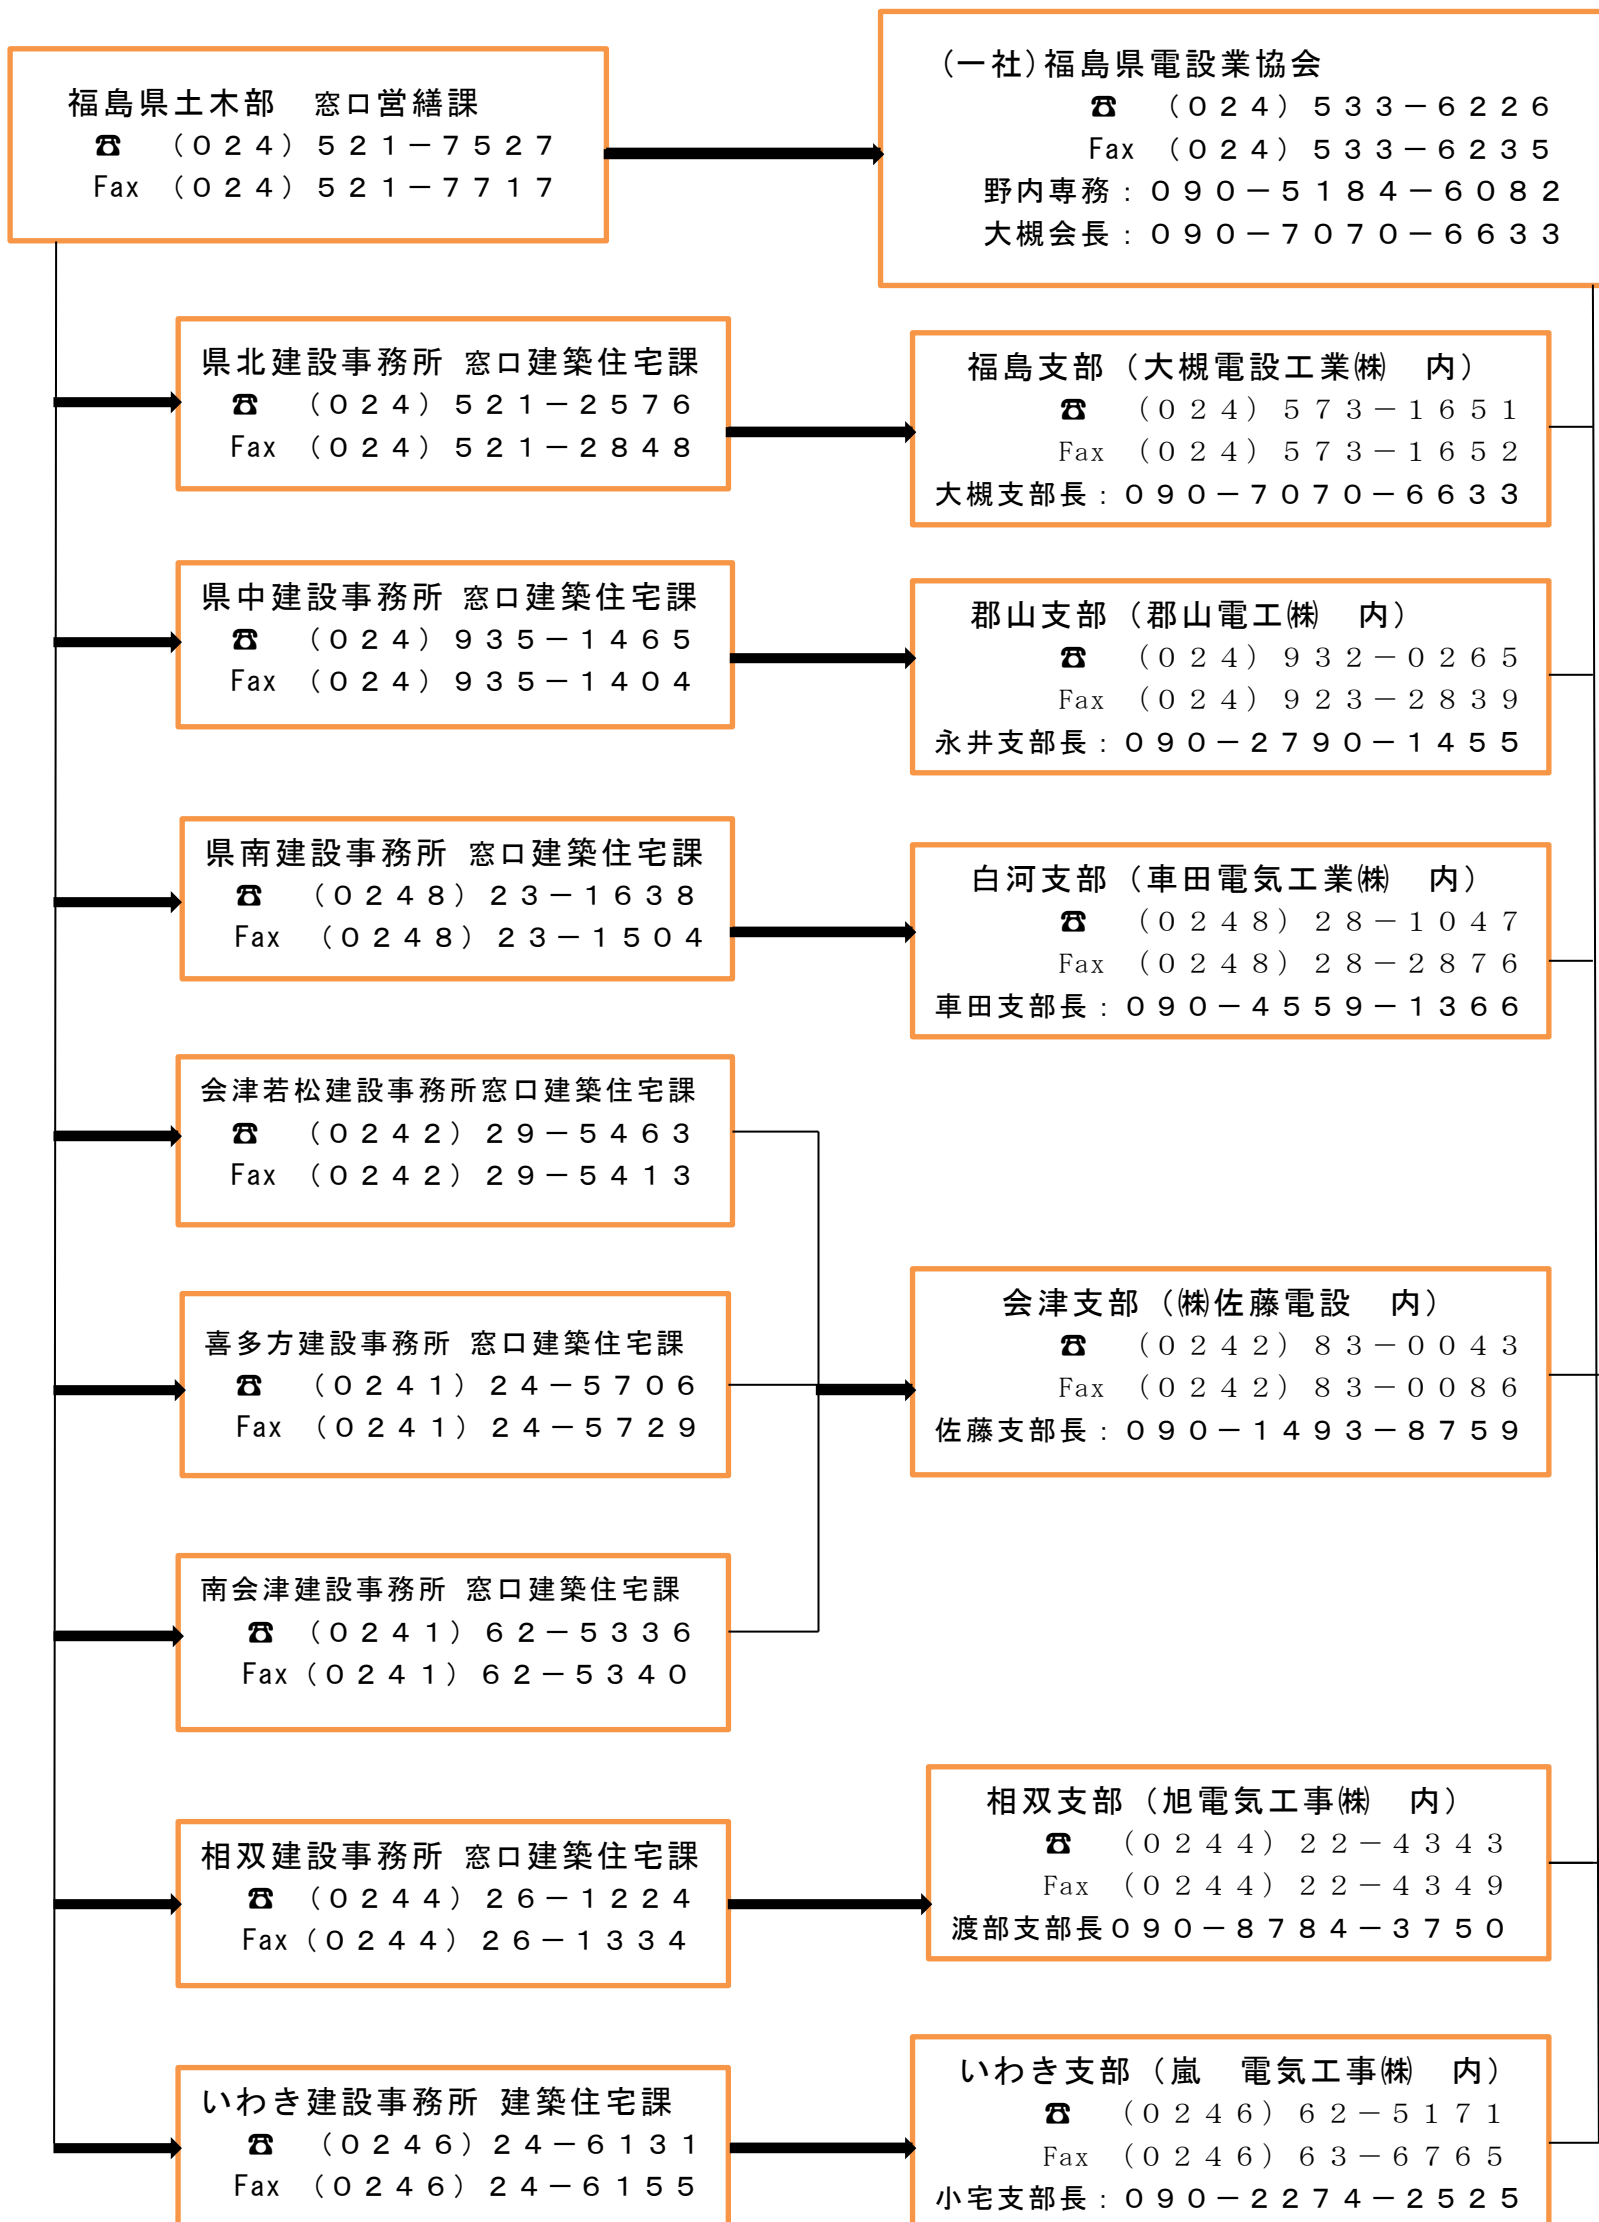 福島県土木部　窓口営繕課
☎　（０２４）５２１－７５２７
Fax　（０２４）５２１－７７１７
(一社)福島県電設業協会
☎　（０２４）５３３－６２２６
Fax　（０２４）５３３－６２３５
野内専務：０９０－５１８４－６０８２
大槻会長：０９０－７０７０－６６３３
県北建設事務所 窓口建築住宅課
☎　（０２４）５２１－２５７６
Fax　（０２４）５２１－２８４８
福島支部（大槻電設工業㈱　内）
☎　（０２４）５７３－１６５１
Fax　（０２４）５７３－１６５２
大槻支部長：０９０－７０７０－６６３３
県中建設事務所 窓口建築住宅課
☎　（０２４）９３５－１４６５
Fax　（０２４）９３５－１４０４
郡山支部（郡山電工㈱　内）
☎　（０２４）９３２－０２６５
Fax　（０２４）９２３－２８３９
永井支部長：０９０－２７９０－１４５５
県南建設事務所 窓口建築住宅課
☎　（０２４８）２３－１６３８
Fax　（０２４８）２３－１５０４
白河支部（車田電気工業㈱　内）
☎　（０２４８）２８－１０４７
Fax　（０２４８）２８－２８７６
車田支部長：０９０－４５５９－１３６６
会津若松建設事務所窓口建築住宅課
☎　（０２４２）２９－５４６３
Fax　（０２４２）２９－５４１３
喜多方建設事務所 窓口建築住宅課
☎　（０２４１）２４－５７０６
Fax　（０２４１）２４－５７２９
会津支部（㈱佐藤電設　内）
☎　（０２４２）８３－００４３
Fax　（０２４２）８３－００８６
佐藤支部長：０９０－１４９３－８７５９
南会津建設事務所 窓口建築住宅課
☎　（０２４１）６２－５３３６
Fax（０２４１）６２－５３４０
相双建設事務所 窓口建築住宅課
☎　（０２４４）２６－１２２４
Fax（０２４４）２６－１３３４
相双支部（旭電気工事㈱　内）
☎　（０２４４）２２－４３４３
Fax　（０２４４）２２－４３４９
渡部支部長０９０－８７８４－３７５０
いわき建設事務所 建築住宅課
☎　（０２４６）２４－６１３１
Fax　（０２４６）２４－６１５５
いわき支部（嵐　電気工事㈱　内）
☎　（０２４６）６２－５１７１
Fax　（０２４６）６３－６７６５
小宅支部長：０９０－２２７４－２５２５